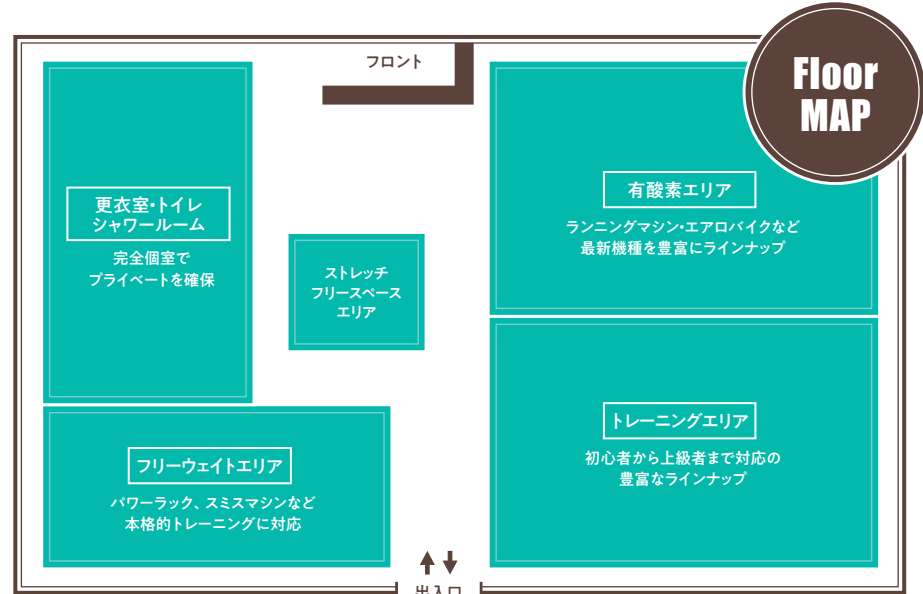 Floor
MAP
フロント
更衣室・トイレ
シャワールーム
完全個室で
プライベートを確保
ストレッチ
フリースペース
エリア
有酸素エリア
ランニングマシン・エアロバイクなど
最新機種を豊富にラインナップ
フリーウェイトエリア
パワーラック、スミスマシンなど
本格的トレーニングに対応
トレーニングエリア
初心者から上級者まで対応の
豊富なラインナップ
出入口